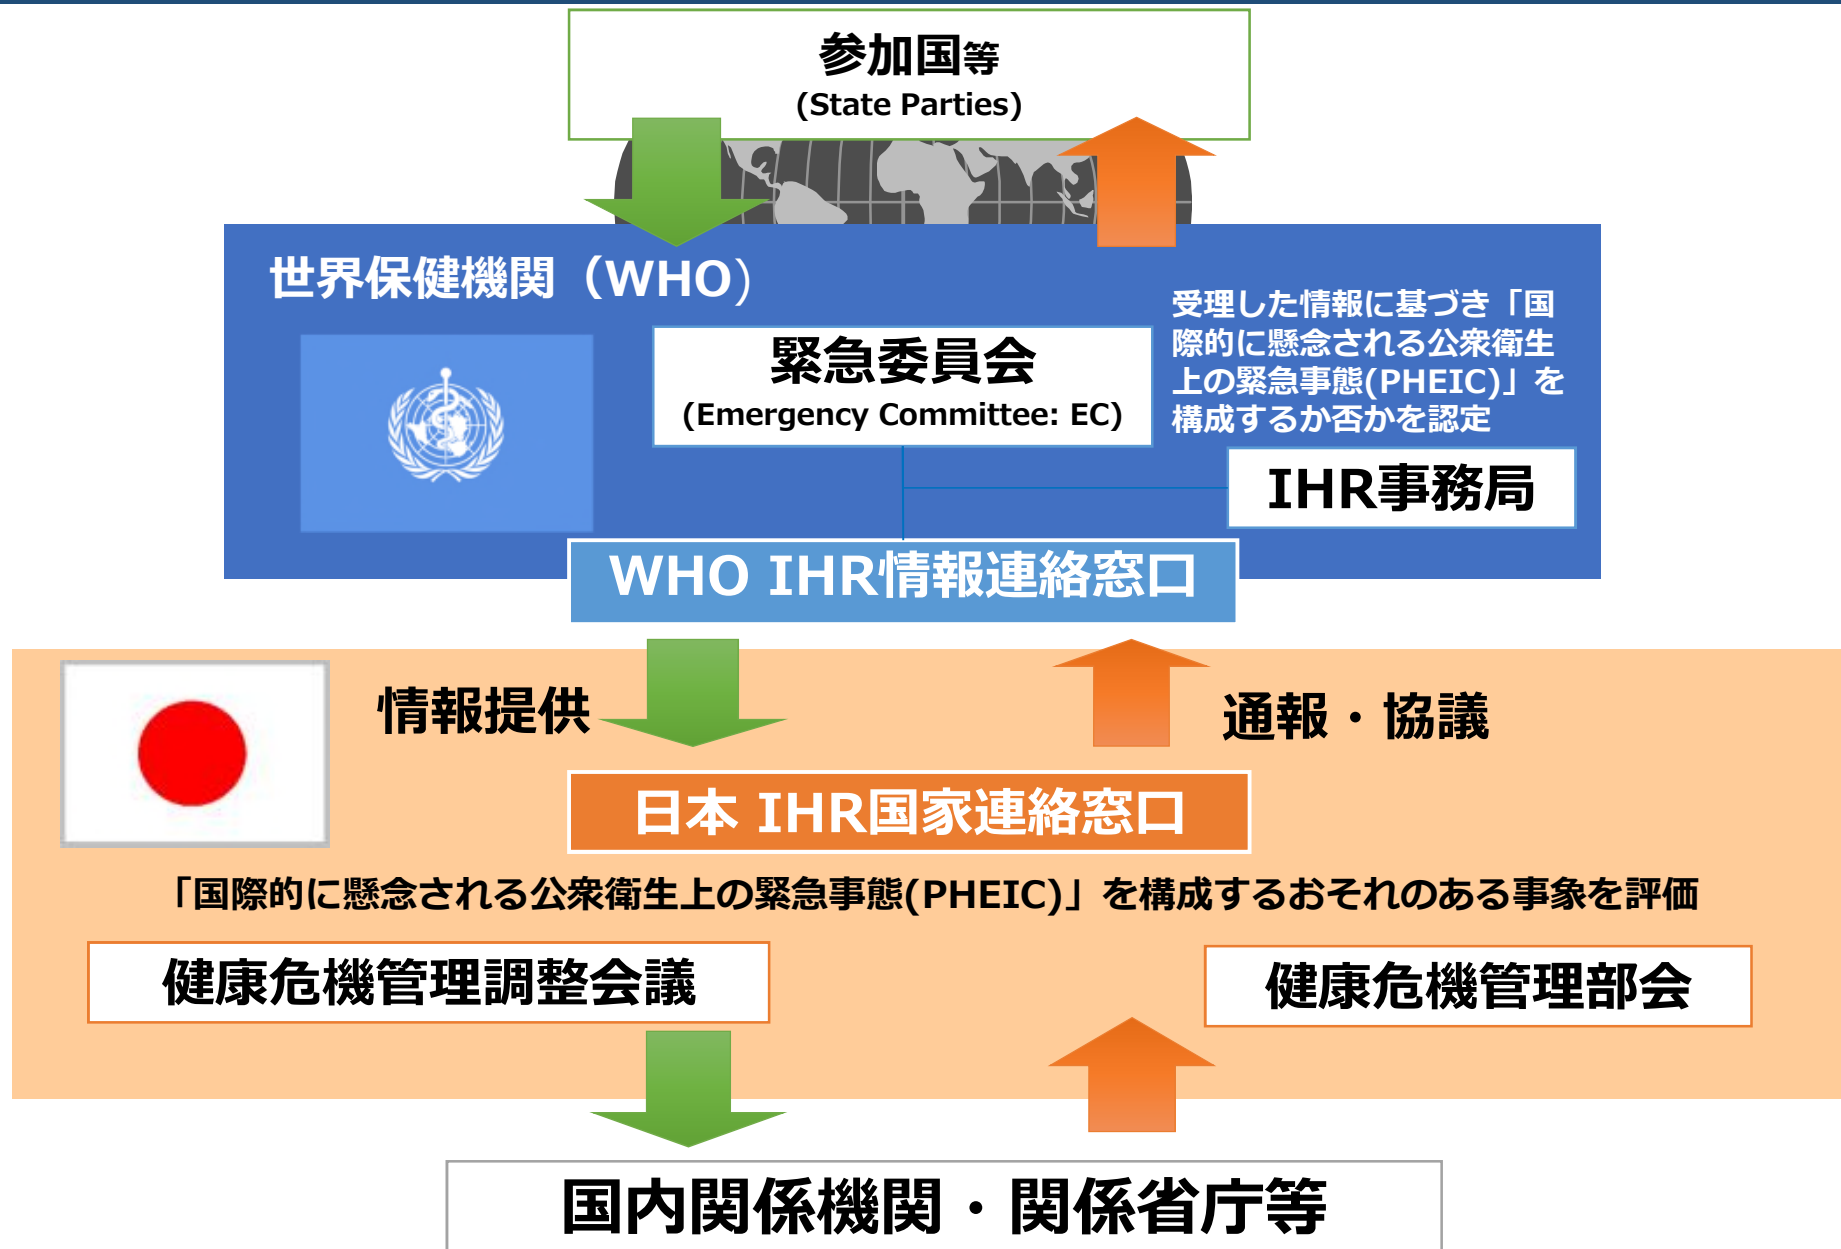 参加国等
(State Parties)
世界保健機関（WHO)
受理した情報に基づき「国
際的に懸念される公衆衛生
上の緊急事態(PHEIC)」を
構成するか否かを認定
緊急委員会
(Emergency Committee: EC)
IHR事務局
WHO IHR情報連絡窓口
情報提供
通報・協議
日本 IHR国家連絡窓口
「国際的に懸念される公衆衛生上の緊急事態(PHEIC)」を構成するおそれのある事象を評価
健康危機管理調整会議
健康危機管理部会
国内関係機関・関係省庁等